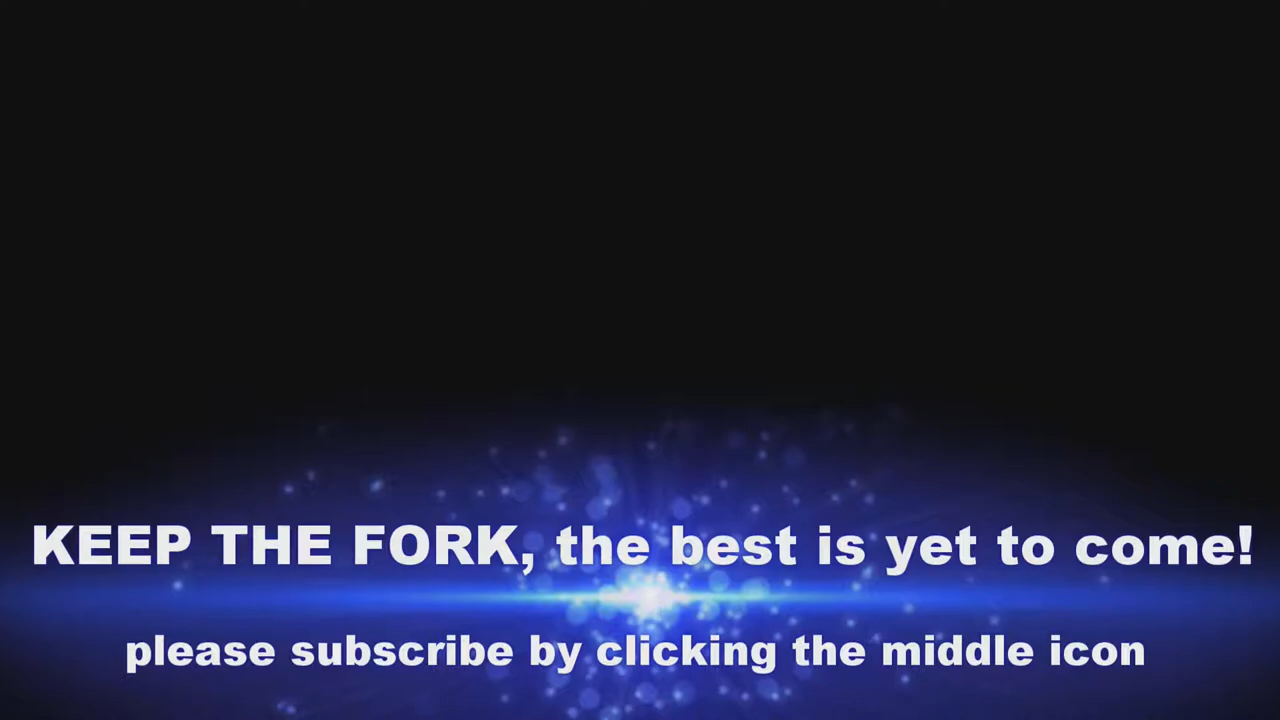 KEEP THE FORK, the best is yet to come!
please subscribe by clicking the middle icon